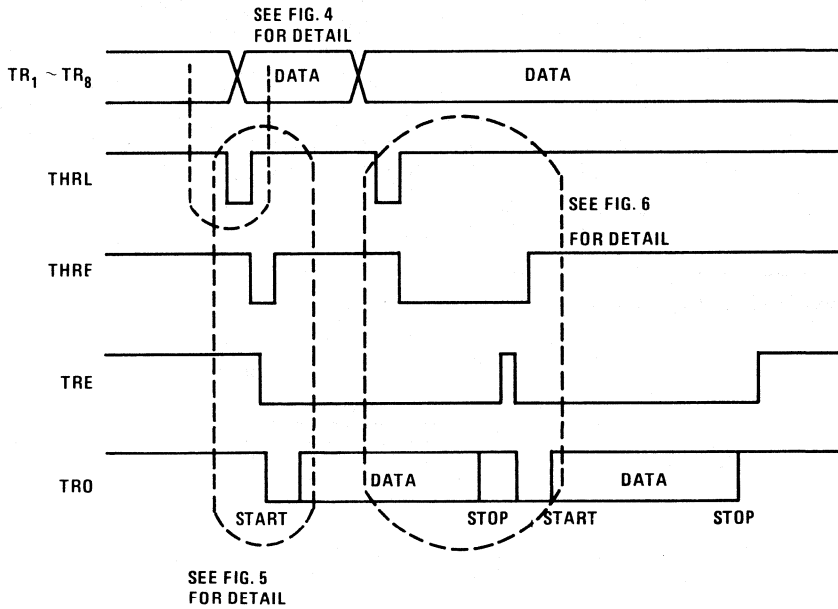 SEE FIG. 4
FOR DETAIL
TR1 ~ TR8
DATA
DATA
THRL
SEE FIG. 6
FOR DETAIL
THRF
TRE
TRO
DATA
DATA
START
STOP
START
STOP
SEE FIG. 5
FOR DETAIL